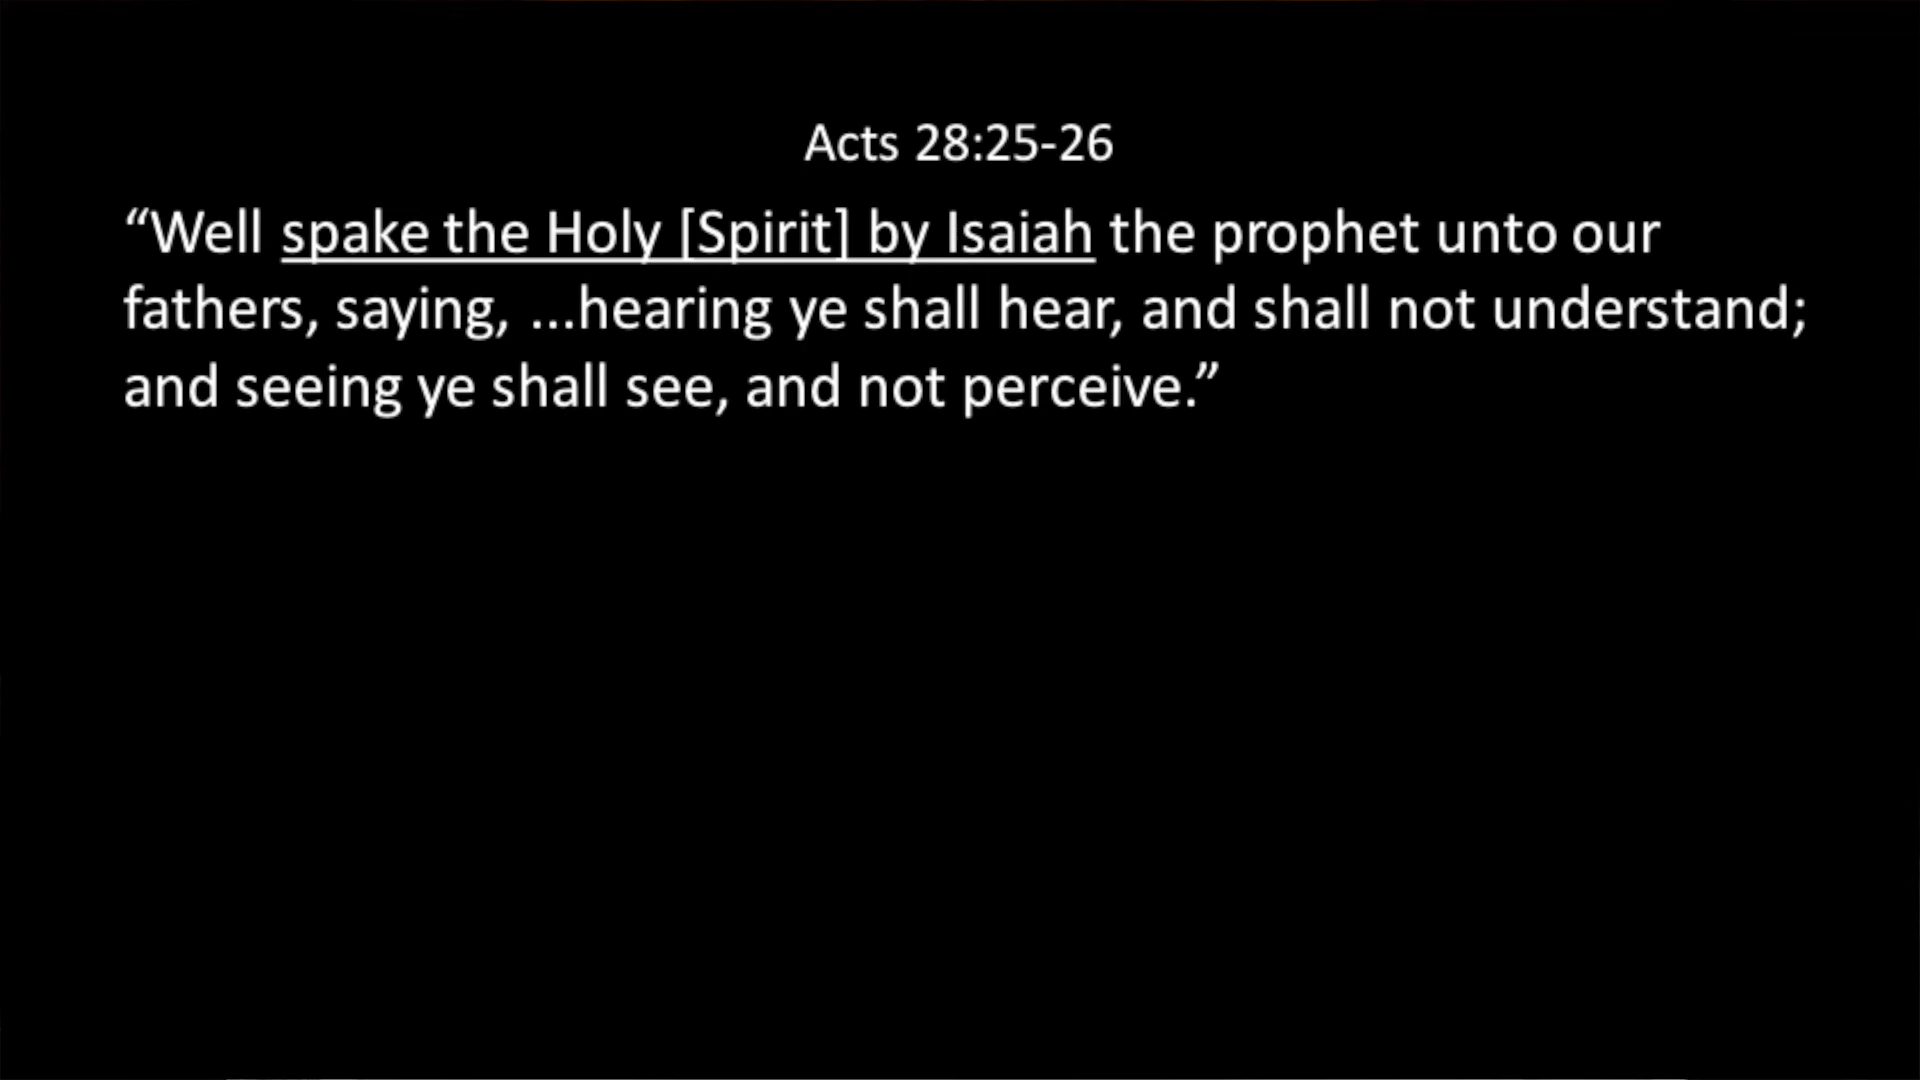 Acts 28:25-26
“Well spake the Holy [Spirit] by Isaiah the prophet unto our
fathers, saying, ...hearing ye shall hear, and shall not understand;
and seeing ye shall see, and not perceive.”